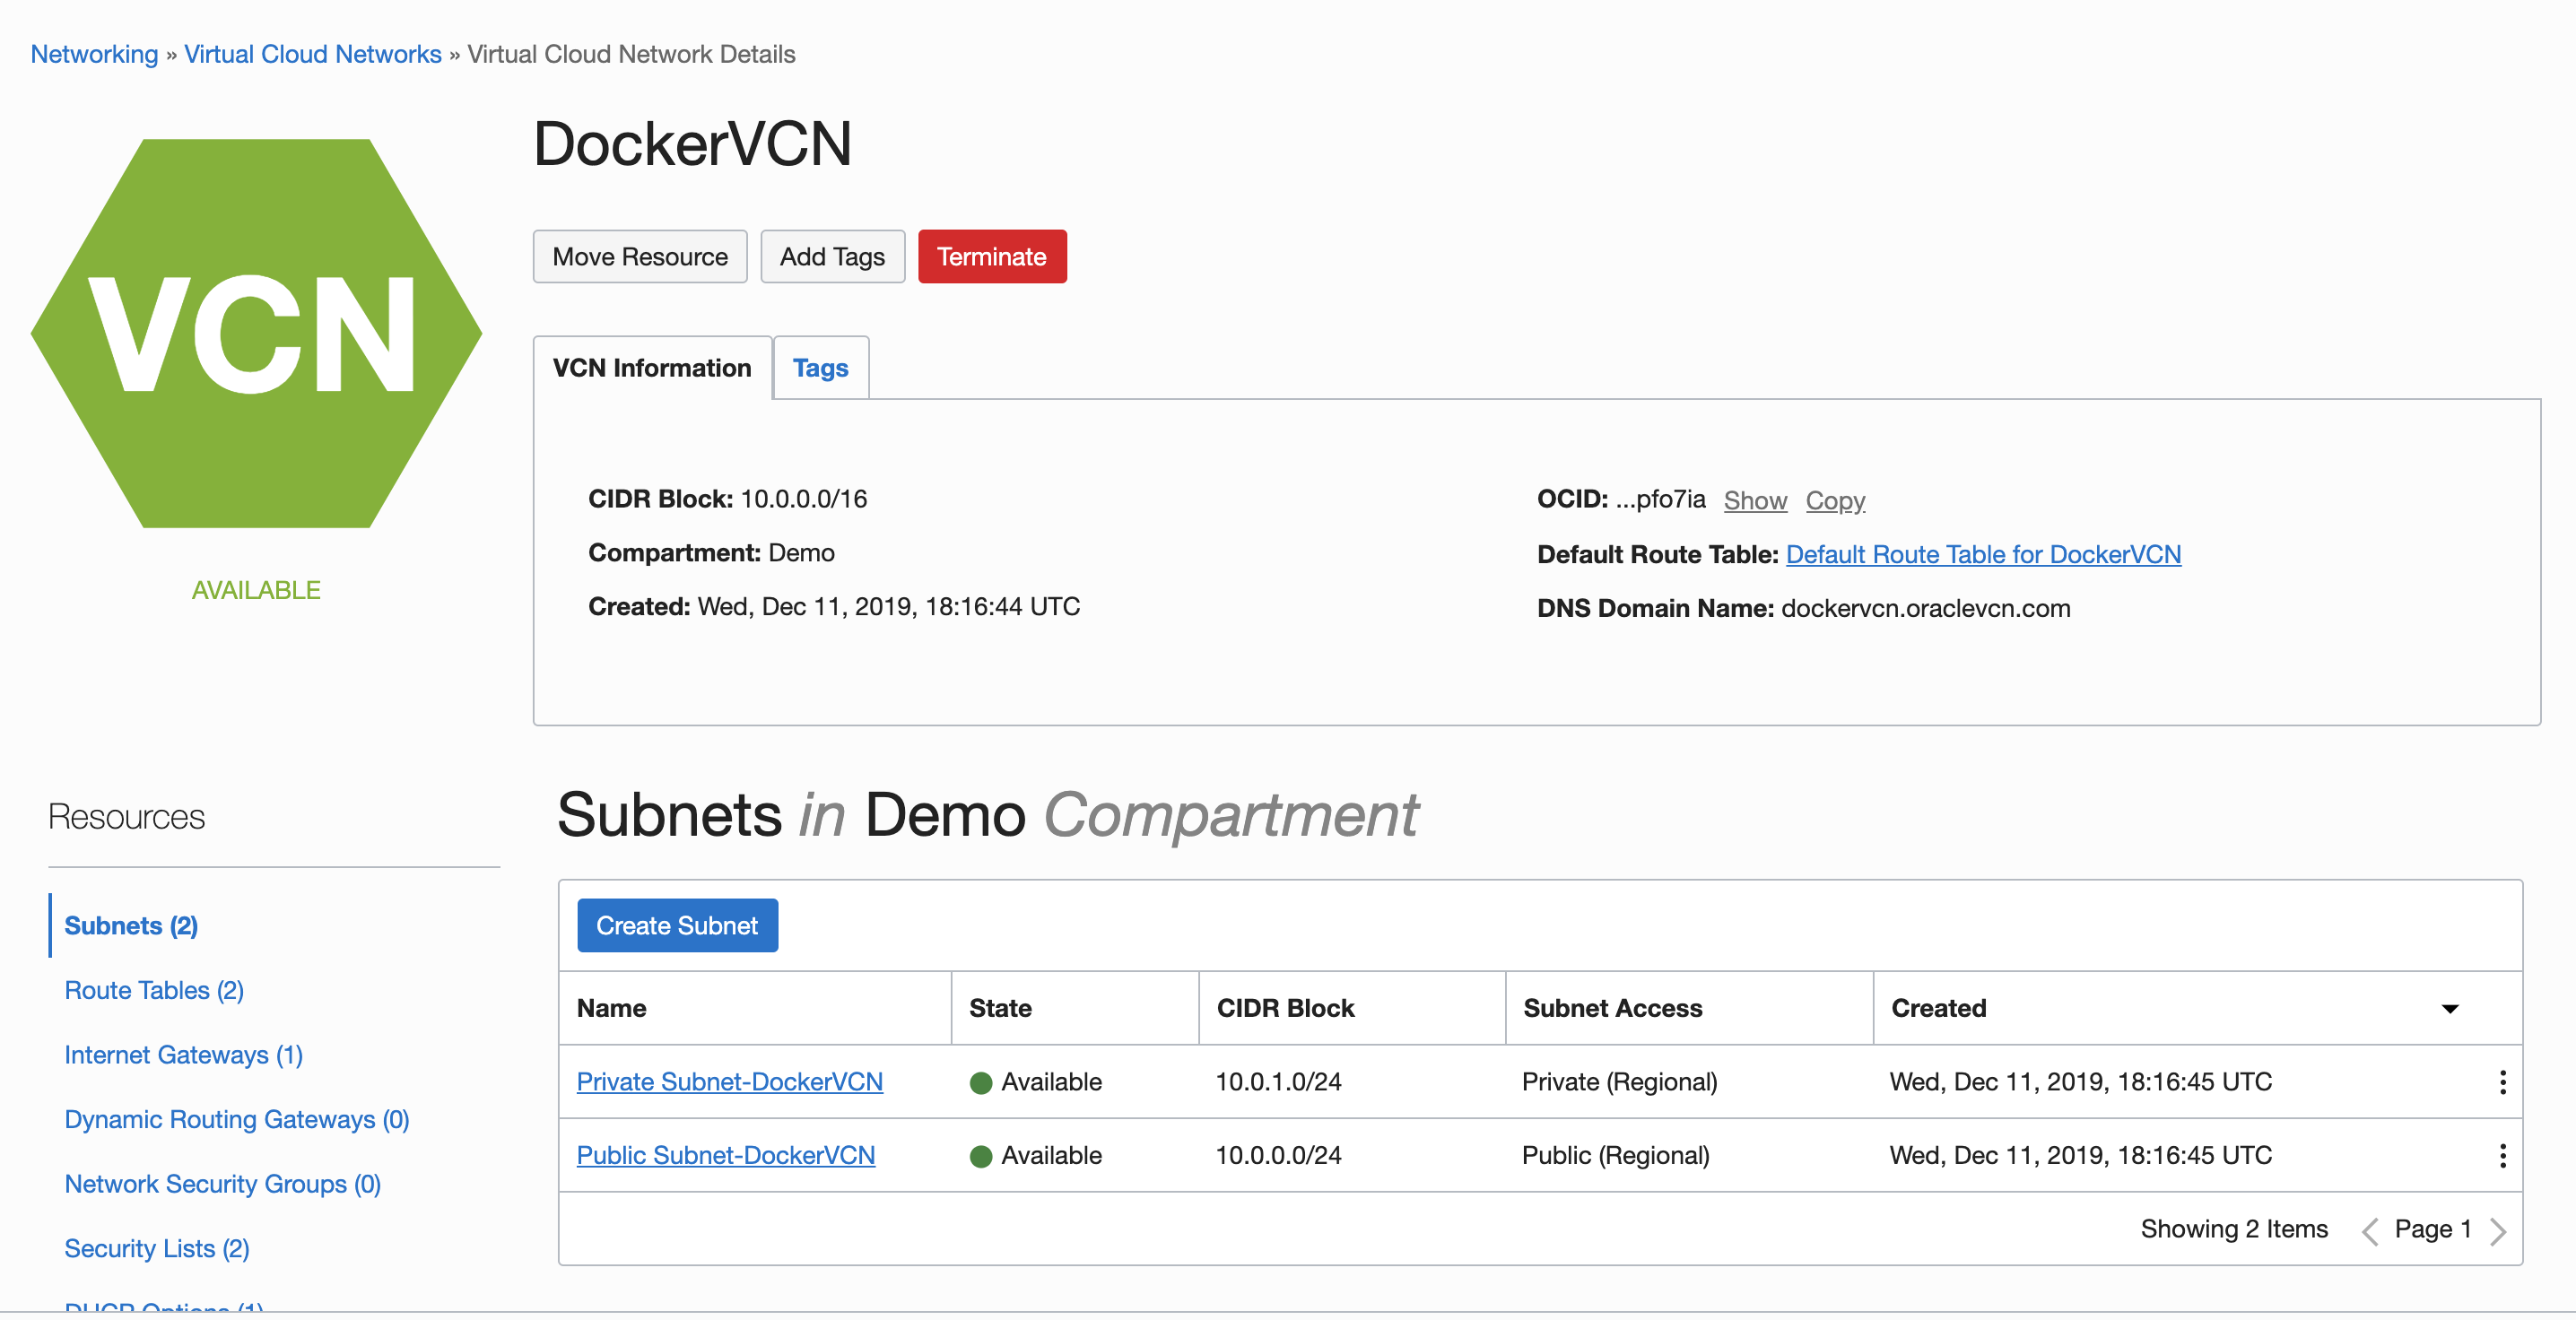 Networking » Virtual Cloud Networks » Virtual Cloud Network Details
VCN
AVAILABLE
DockerVCN
Move Resource
Add Tags
Terminate
VCN Information
Tags
CIDR Block: 10.0.0.0/16
Compartment: Demo
Created: Wed, Dec 11, 2019, 18:16:44 UTC
OCID: ...pfo7ia Show Copy
Default Route Table: Default Route Table for DockerVCN
DNS Domain Name: dockervcn.oraclevcn.com
Resources
Subnets (2)
Route Tables (2)
Internet Gateways (1)
Dynamic Routing Gateways (0)
Network Security Groups (0)
Security Lists (2)
DHCP Options (1)
Subnets in Demo Compartment
Create Subnet
Name State CIDR Block Subnet Access Created
Private Subnet-DockerVCN Available 10.0.1.0/24 Private (Regional) Wed, Dec 11, 2019, 18:16:45 UTC
Public Subnet-DockerVCN Available 10.0.0.0/24 Public (Regional) Wed, Dec 11, 2019, 18:16:45 UTC
Showing 2 Items Page 1